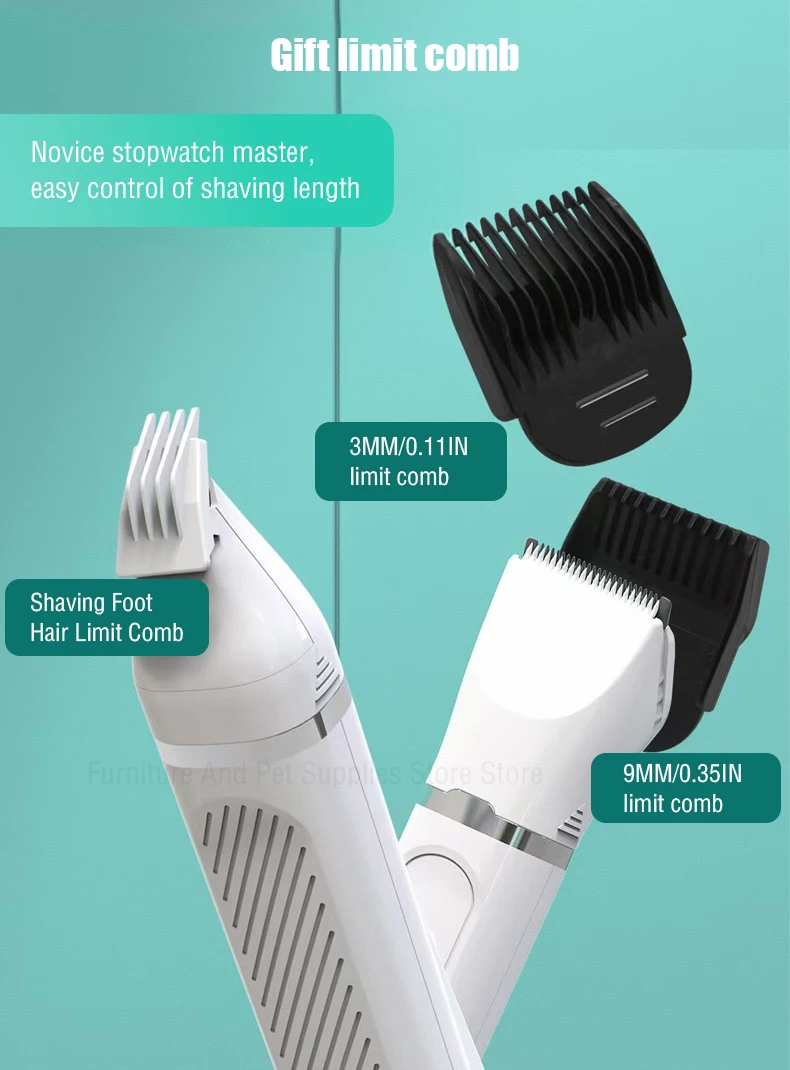 Gift limit comb
Novice stopwatch master,
easy control of shaving length
3MM/0.11IN
limit comb
Shaving Foot
Hair Limit Comb
Furniture And Pet Supplies Store Store
9MM/0.35IN
limit comb